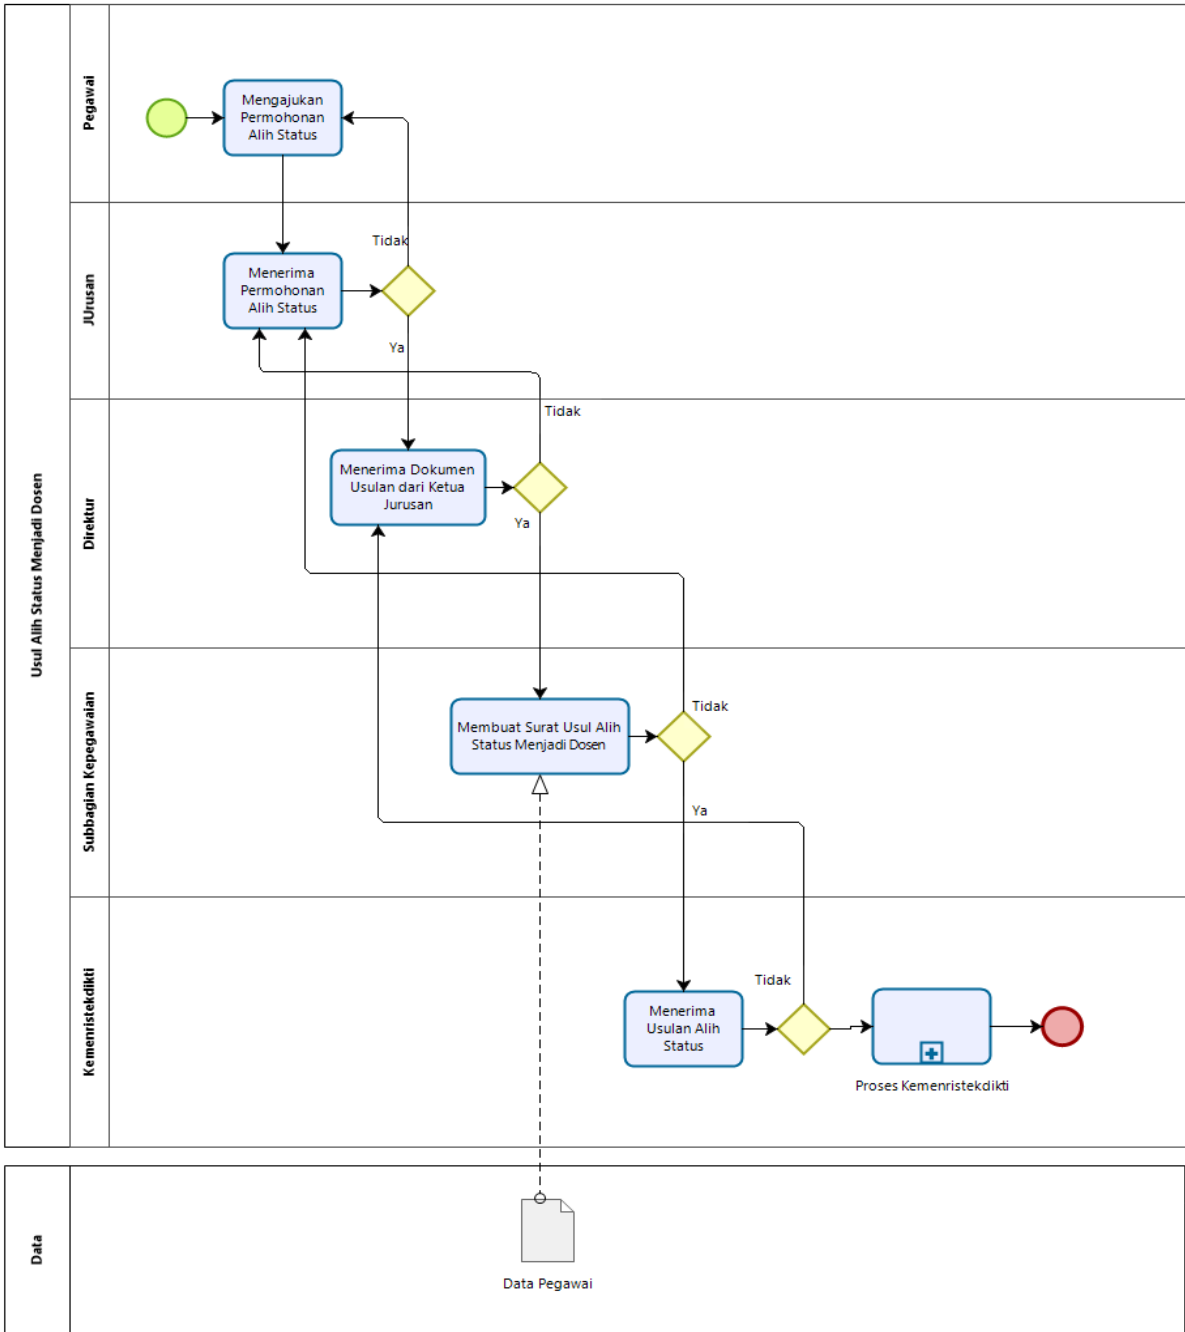 Usul Alih Status Menjadi Dosen
Pegawai
Mengajukan
Permohonan
Alih Status
JUrusan
Tidak
Menerima
Permohonan
Alih Status
Ya
Direktur
Tidak
Menerima Dokumen
Usulan dari Ketua
Jurusan
Ya
Subbagian Kepegawaian
Tidak
Membuat Surat Usul Alih
Status Menjadi Dosen
Ya
Kemenristekdikti
Tidak
Menerima
Usulan Alih
Status
Proses Kemenristekdikti
Data
Data Pegawai